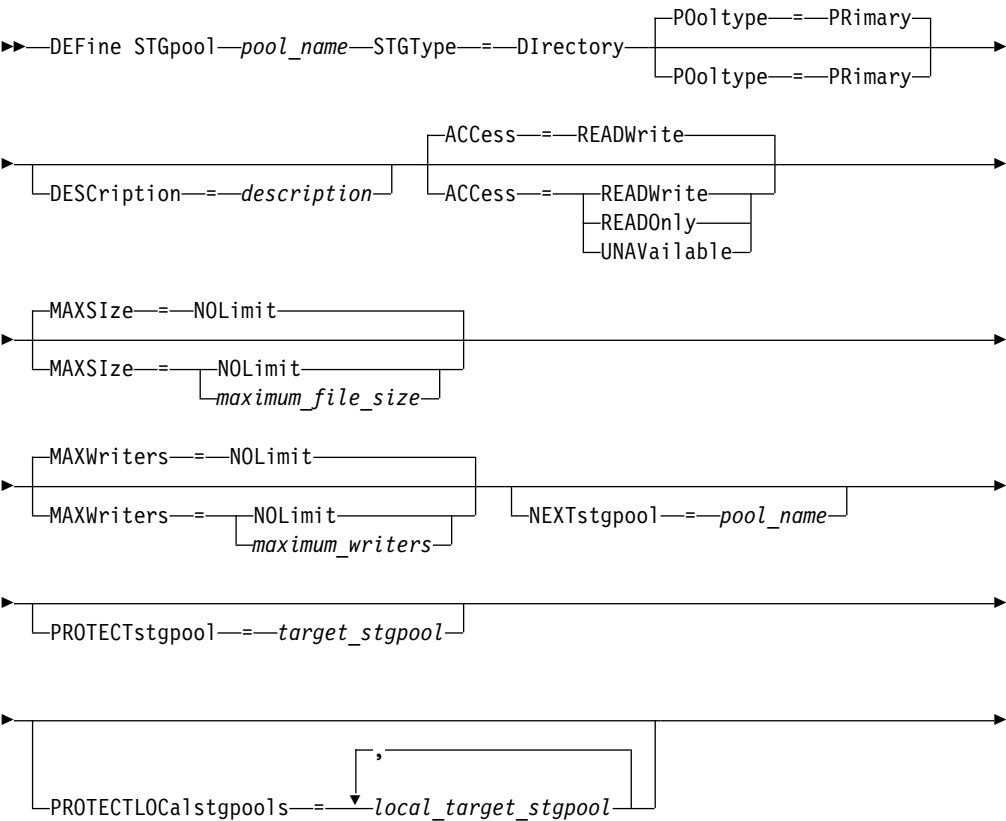 POoltype = PRimary
DEFine STGpool pool_name STGType = DIrectory
POoltype = PRimary
ACCess = READWrite
DESCription = description
ACCess = READWrite
READOnly
UNAVailable
MAXSIze = NOLimit
MAXSIze = NOLimit
maximum_file_size
MAXWriters = NOLimit
MAXWriters = NOLimit
maximum_writers
NEXTstgpool = pool_name
PROTECTstgpool = target_stgpool
,
PROTECTLOCalstgpools = local_target_stgpool